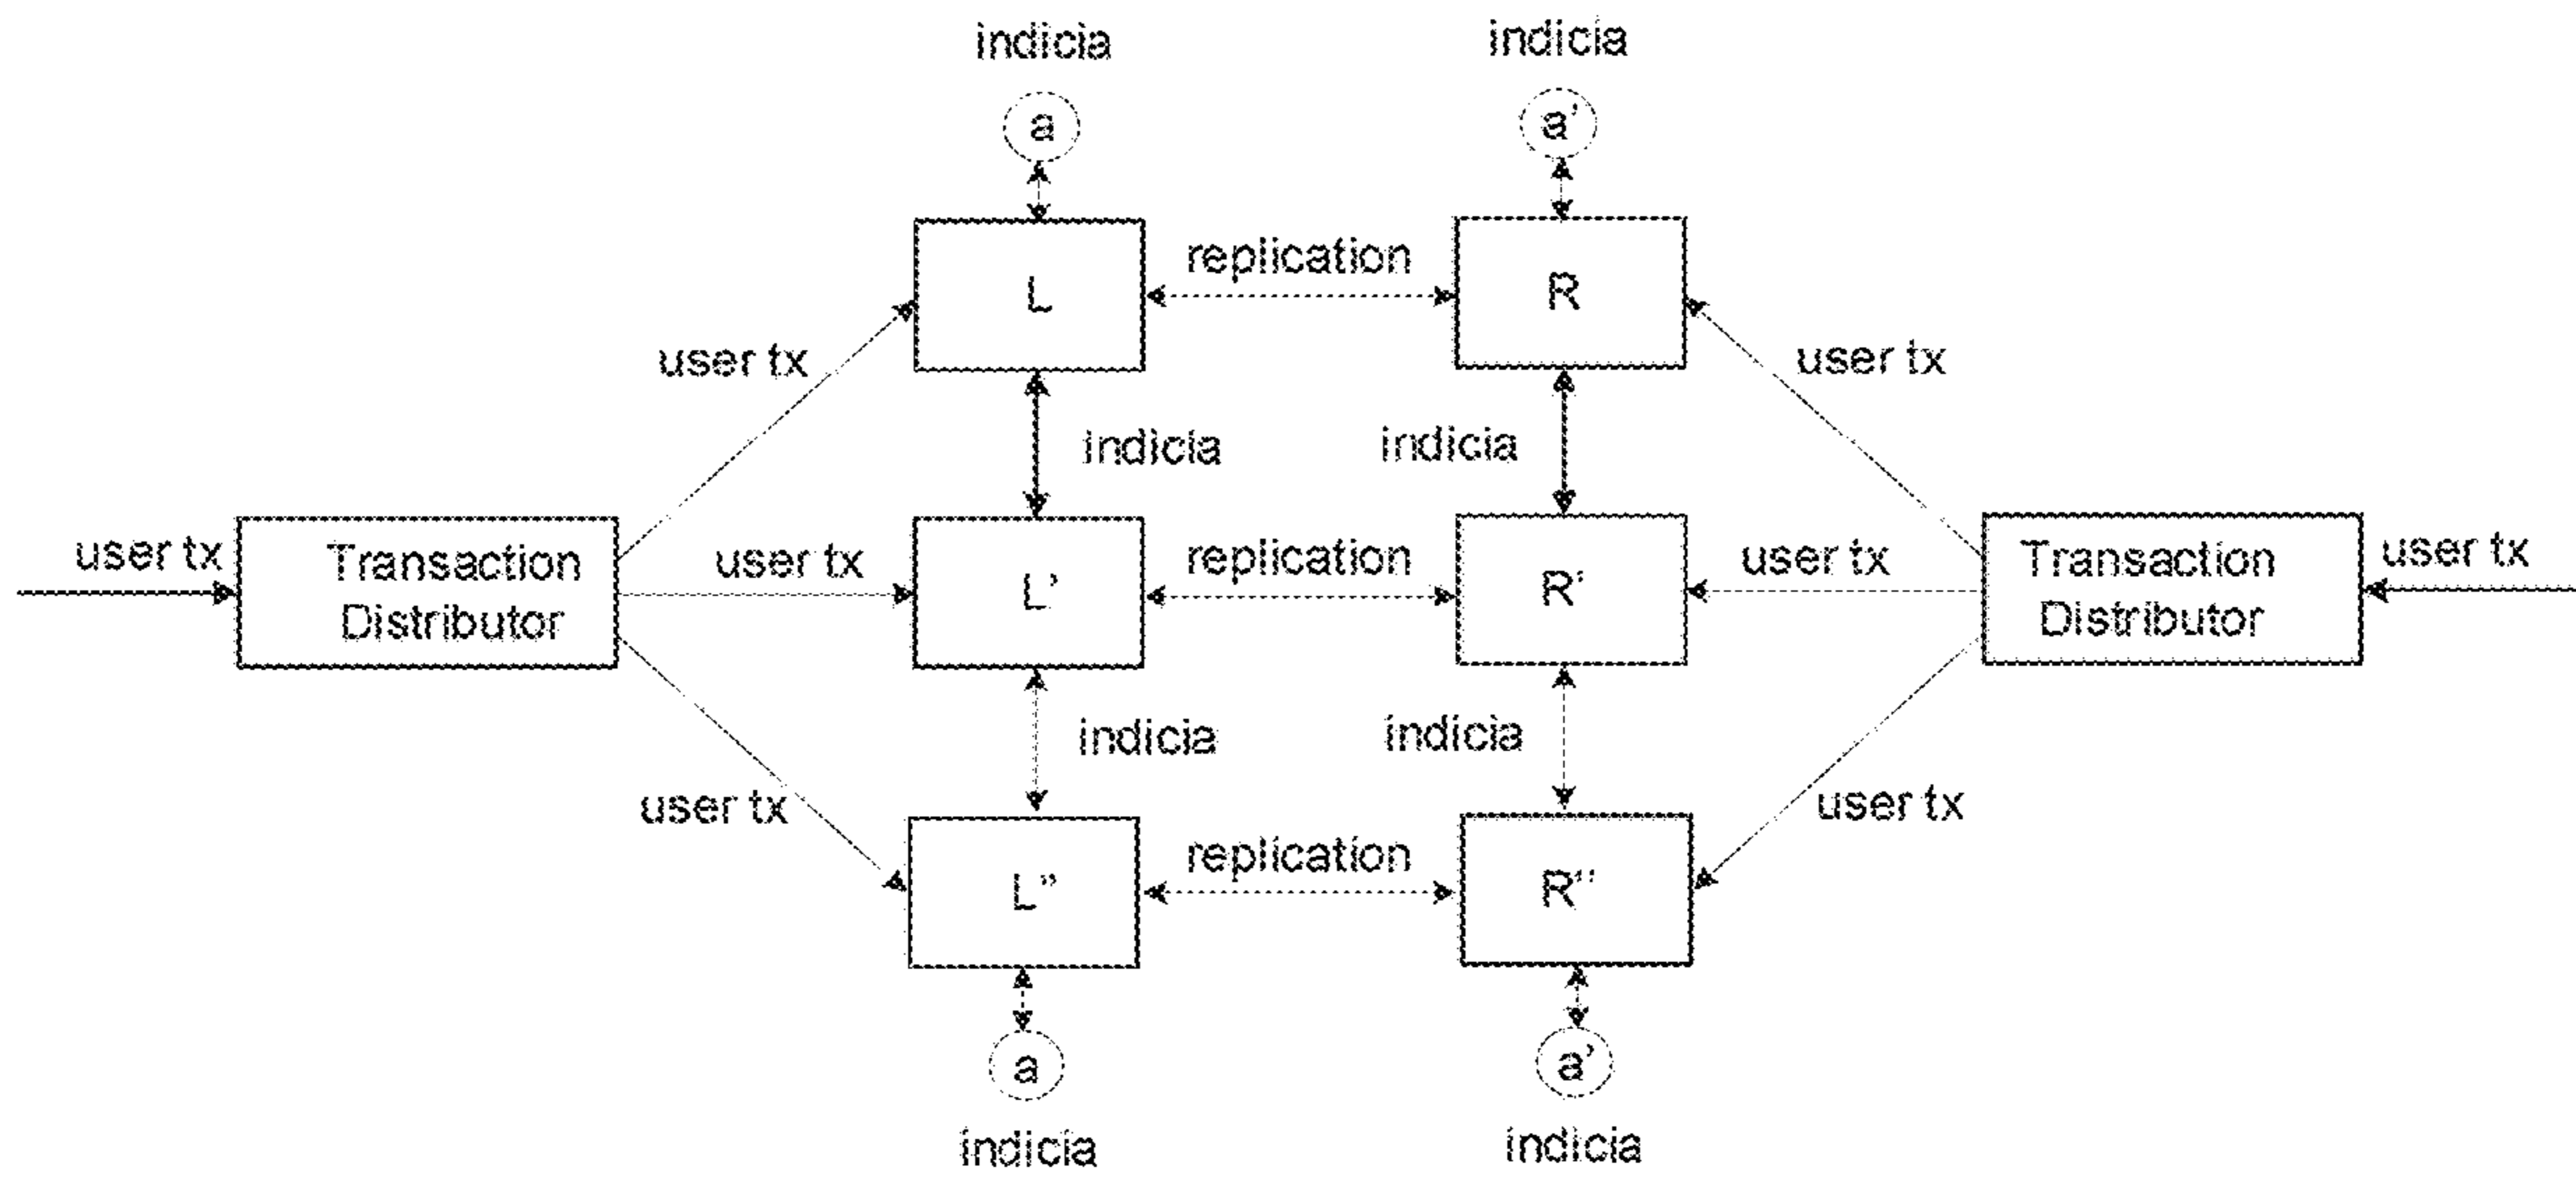 indicia indicia
a a'
L replication R
user tx user tx
indicia indicia
user tx Transaction Distributor user tx L' replication R' user tx Transaction Distributor user tx
indicia indicia
user tx user tx
L" replication R"
a a'
indicia indicia